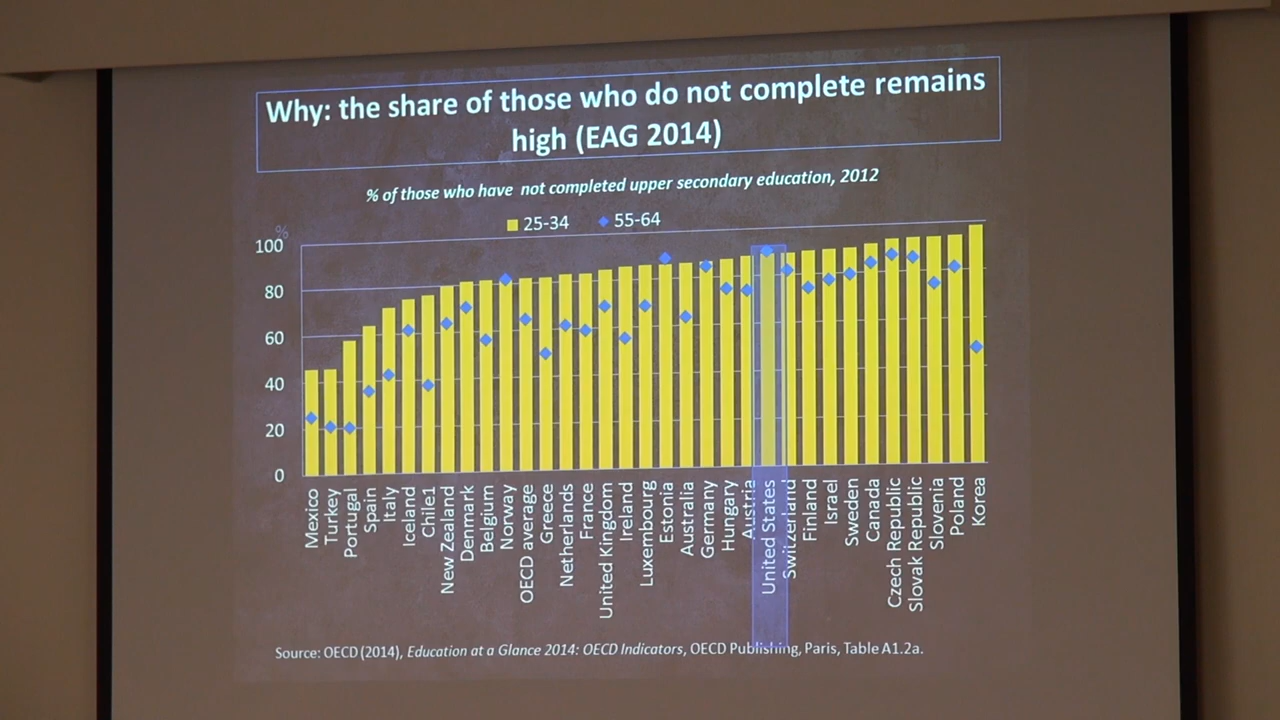 Why: the share of those who do not complete remains
high (EAG 2014)
% of those who have not completed upper secondary education, 2012
25-34 55-64
%
100
80
60
40
20
0
Mexico
Turkey
Portugal
Spain
Italy
Iceland
Chile1
New Zealand
Denmark
Belgium
Norway
OECD average
Greece
Netherlands
France
United Kingdom
Ireland
Luxembourg
Estonia
Australia
Germany
Hungary
Austria
United States
Switzerland
Finland
Israel
Sweden
Canada
Czech Republic
Slovak Republic
Slovenia
Poland
Korea
Source: OECD (2014), Education at a Glance 2014: OECD Indicators, OECD Publishing, Paris, Table A1.2a.